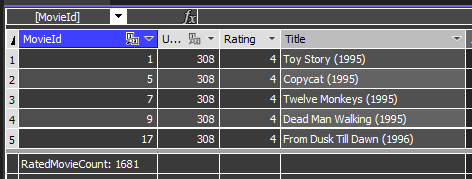 [MovieId] fx
MovieId U... Rating Title
1 1 308 4 Toy Story (1995)
2 5 308 4 Copycat (1995)
3 7 308 4 Twelve Monkeys (1995)
4 9 308 4 Dead Man Walking (1995)
5 17 308 4 From Dusk Till Dawn (1996)
RatedMovieCount: 1681